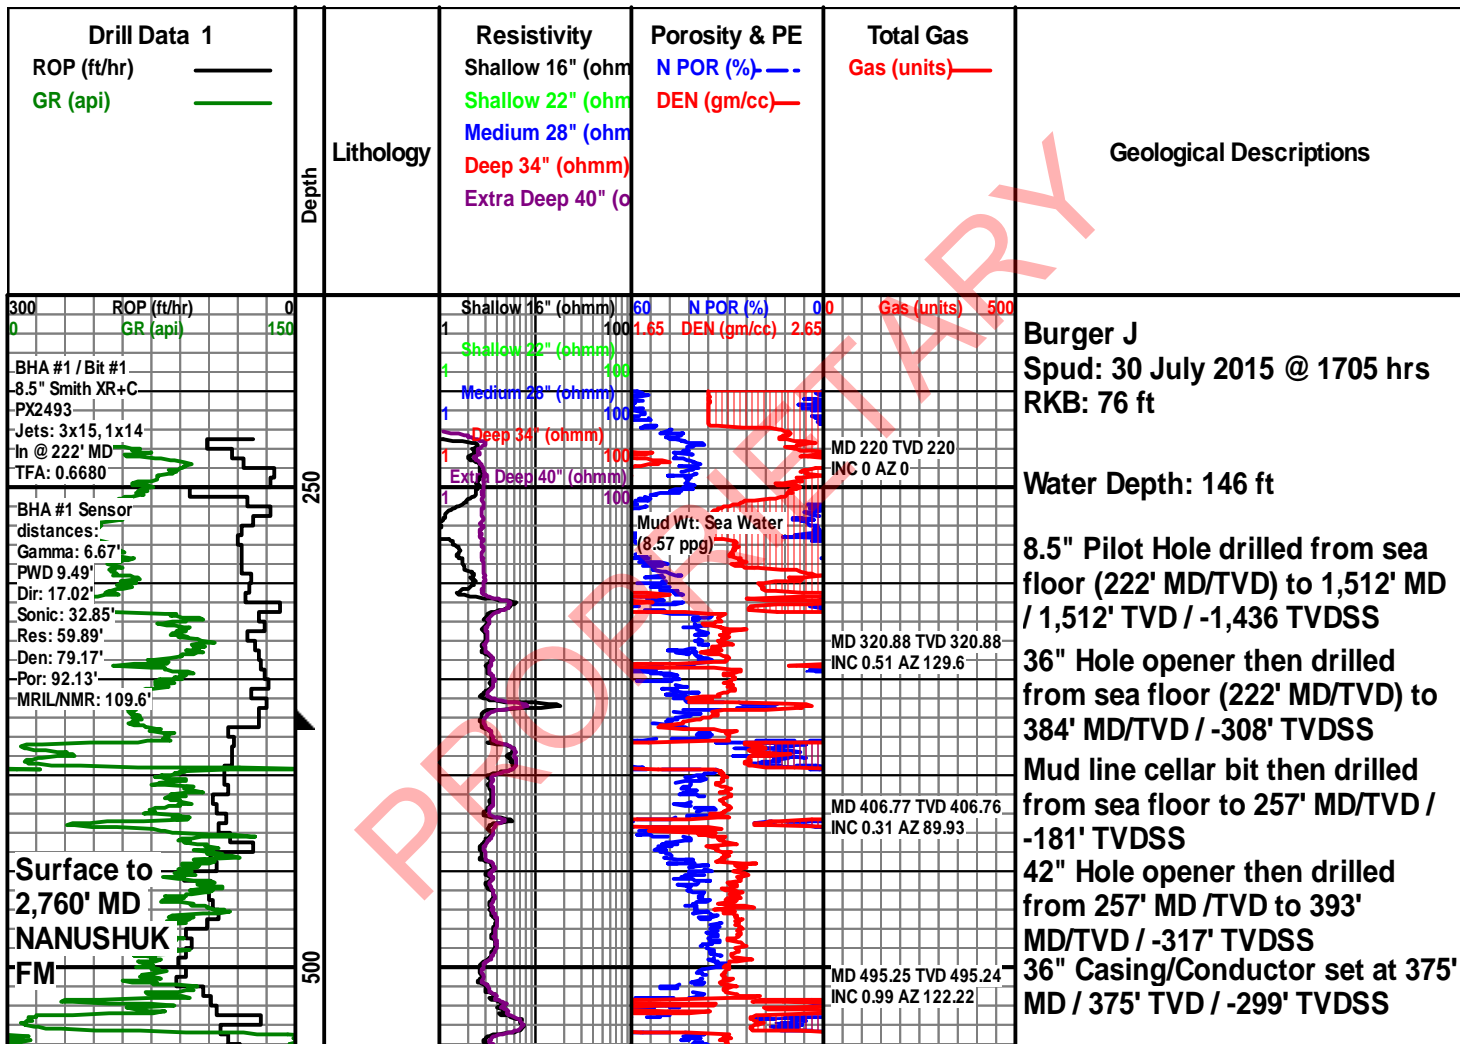 Drill Data 1
ROP (ft/hr)
GR (api)
Depth
Lithology
Resistivity
Shallow 16" (ohm
Shallow 22" (ohm
Medium 28" (ohm
Deep 34" (ohmm)
Extra Deep 40" (o
Porosity & PE
N POR (%)
DEN (gm/cc)
Total Gas
Gas (units)
Geological Descriptions
300 ROP (ft/hr) 0
0 GR (api) 150
Shallow 16" (ohmm)
1 100
Shallow 22" (ohmm)
1 100
Medium 28" (ohmm)
1 100
Deep 34" (ohmm)
1 100
Extra Deep 40" (ohmm)
1 100
60 N POR (%) 0
1.65 DEN (gm/cc) 2.65
0 Gas (units) 500
BHA #1 / Bit #1
8.5" Smith XR+C
PX2493
Jets: 3x15, 1x14
In @ 222' MD
TFA: 0.6680
BHA #1 Sensor
distances:
Gamma: 6.67'
PWD 9.49'
Dir: 17.02'
Sonic: 32.85'
Res: 59.89'
Den: 79.17'
Por: 92.13'
MRIL/NMR: 109.6'
Surface to
2,760' MD
NANUSHUK
FM
250
500
Mud Wt: Sea Water
(8.57 ppg)
MD 220 TVD 220
INC 0 AZ 0
MD 320.88 TVD 320.88
INC 0.51 AZ 129.6
MD 406.77 TVD 406.76
INC 0.31 AZ 89.93
MD 495.25 TVD 495.24
INC 0.99 AZ 122.22
Burger J
Spud: 30 July 2015 @ 1705 hrs
RKB: 76 ft
Water Depth: 146 ft
8.5" Pilot Hole drilled from sea
floor (222' MD/TVD) to 1,512' MD
/ 1,512' TVD / -1,436 TVDSS
36" Hole opener then drilled
from sea floor (222' MD/TVD) to
384' MD/TVD / -308' TVDSS
Mud line cellar bit then drilled
from sea floor to 257' MD/TVD /
-181' TVDSS
42" Hole opener then drilled
from 257' MD /TVD to 393'
MD/TVD / -317' TVDSS
36" Casing/Conductor set at 375'
MD / 375' TVD / -299' TVDSS
PROPRIETARY